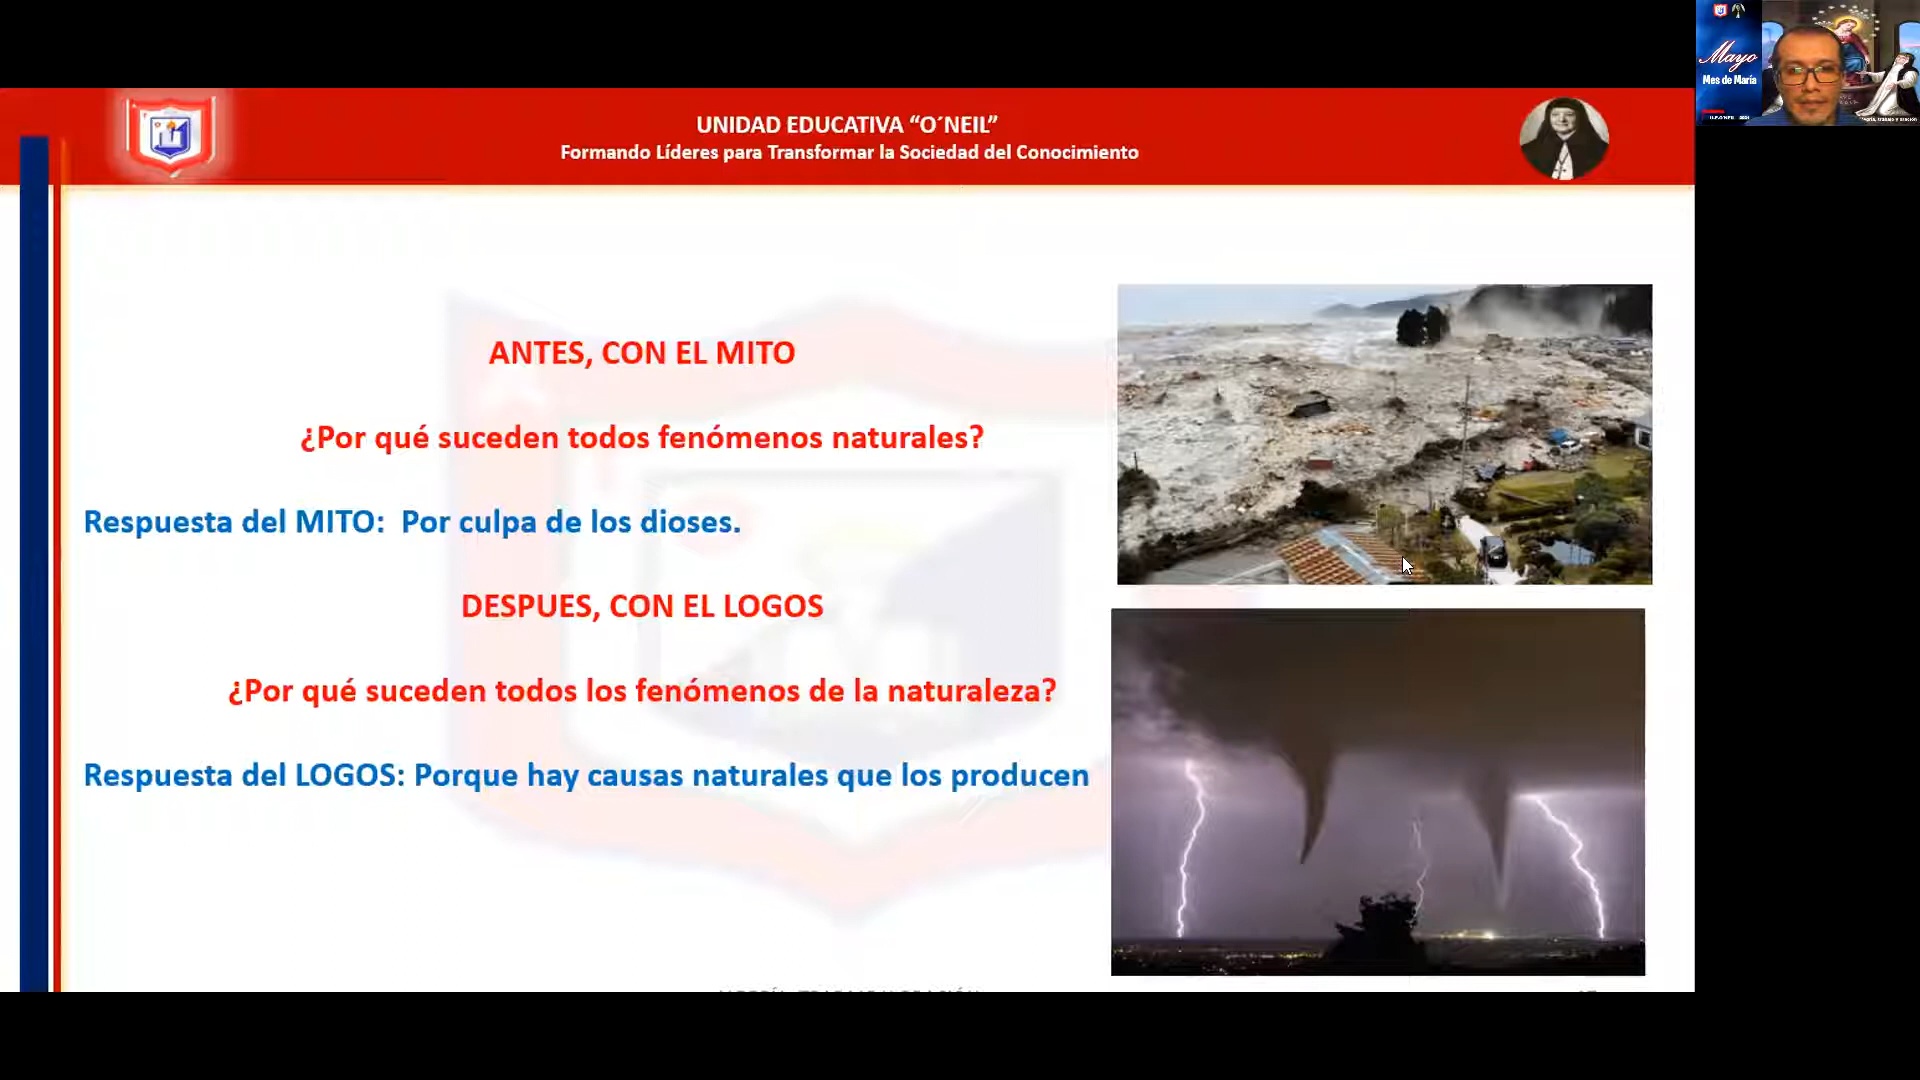 UNIDAD EDUCATIVA “O´NEIL”
Formando Líderes para Transformar la Sociedad del Conocimiento
Mayo
Mes de María
ANTES, CON EL MITO
¿Por qué suceden todos fenómenos naturales?
Respuesta del MITO:  Por culpa de los dioses.
DESPUES, CON EL LOGOS
¿Por qué suceden todos los fenómenos de la naturaleza?
Respuesta del LOGOS: Porque hay causas naturales que los producen